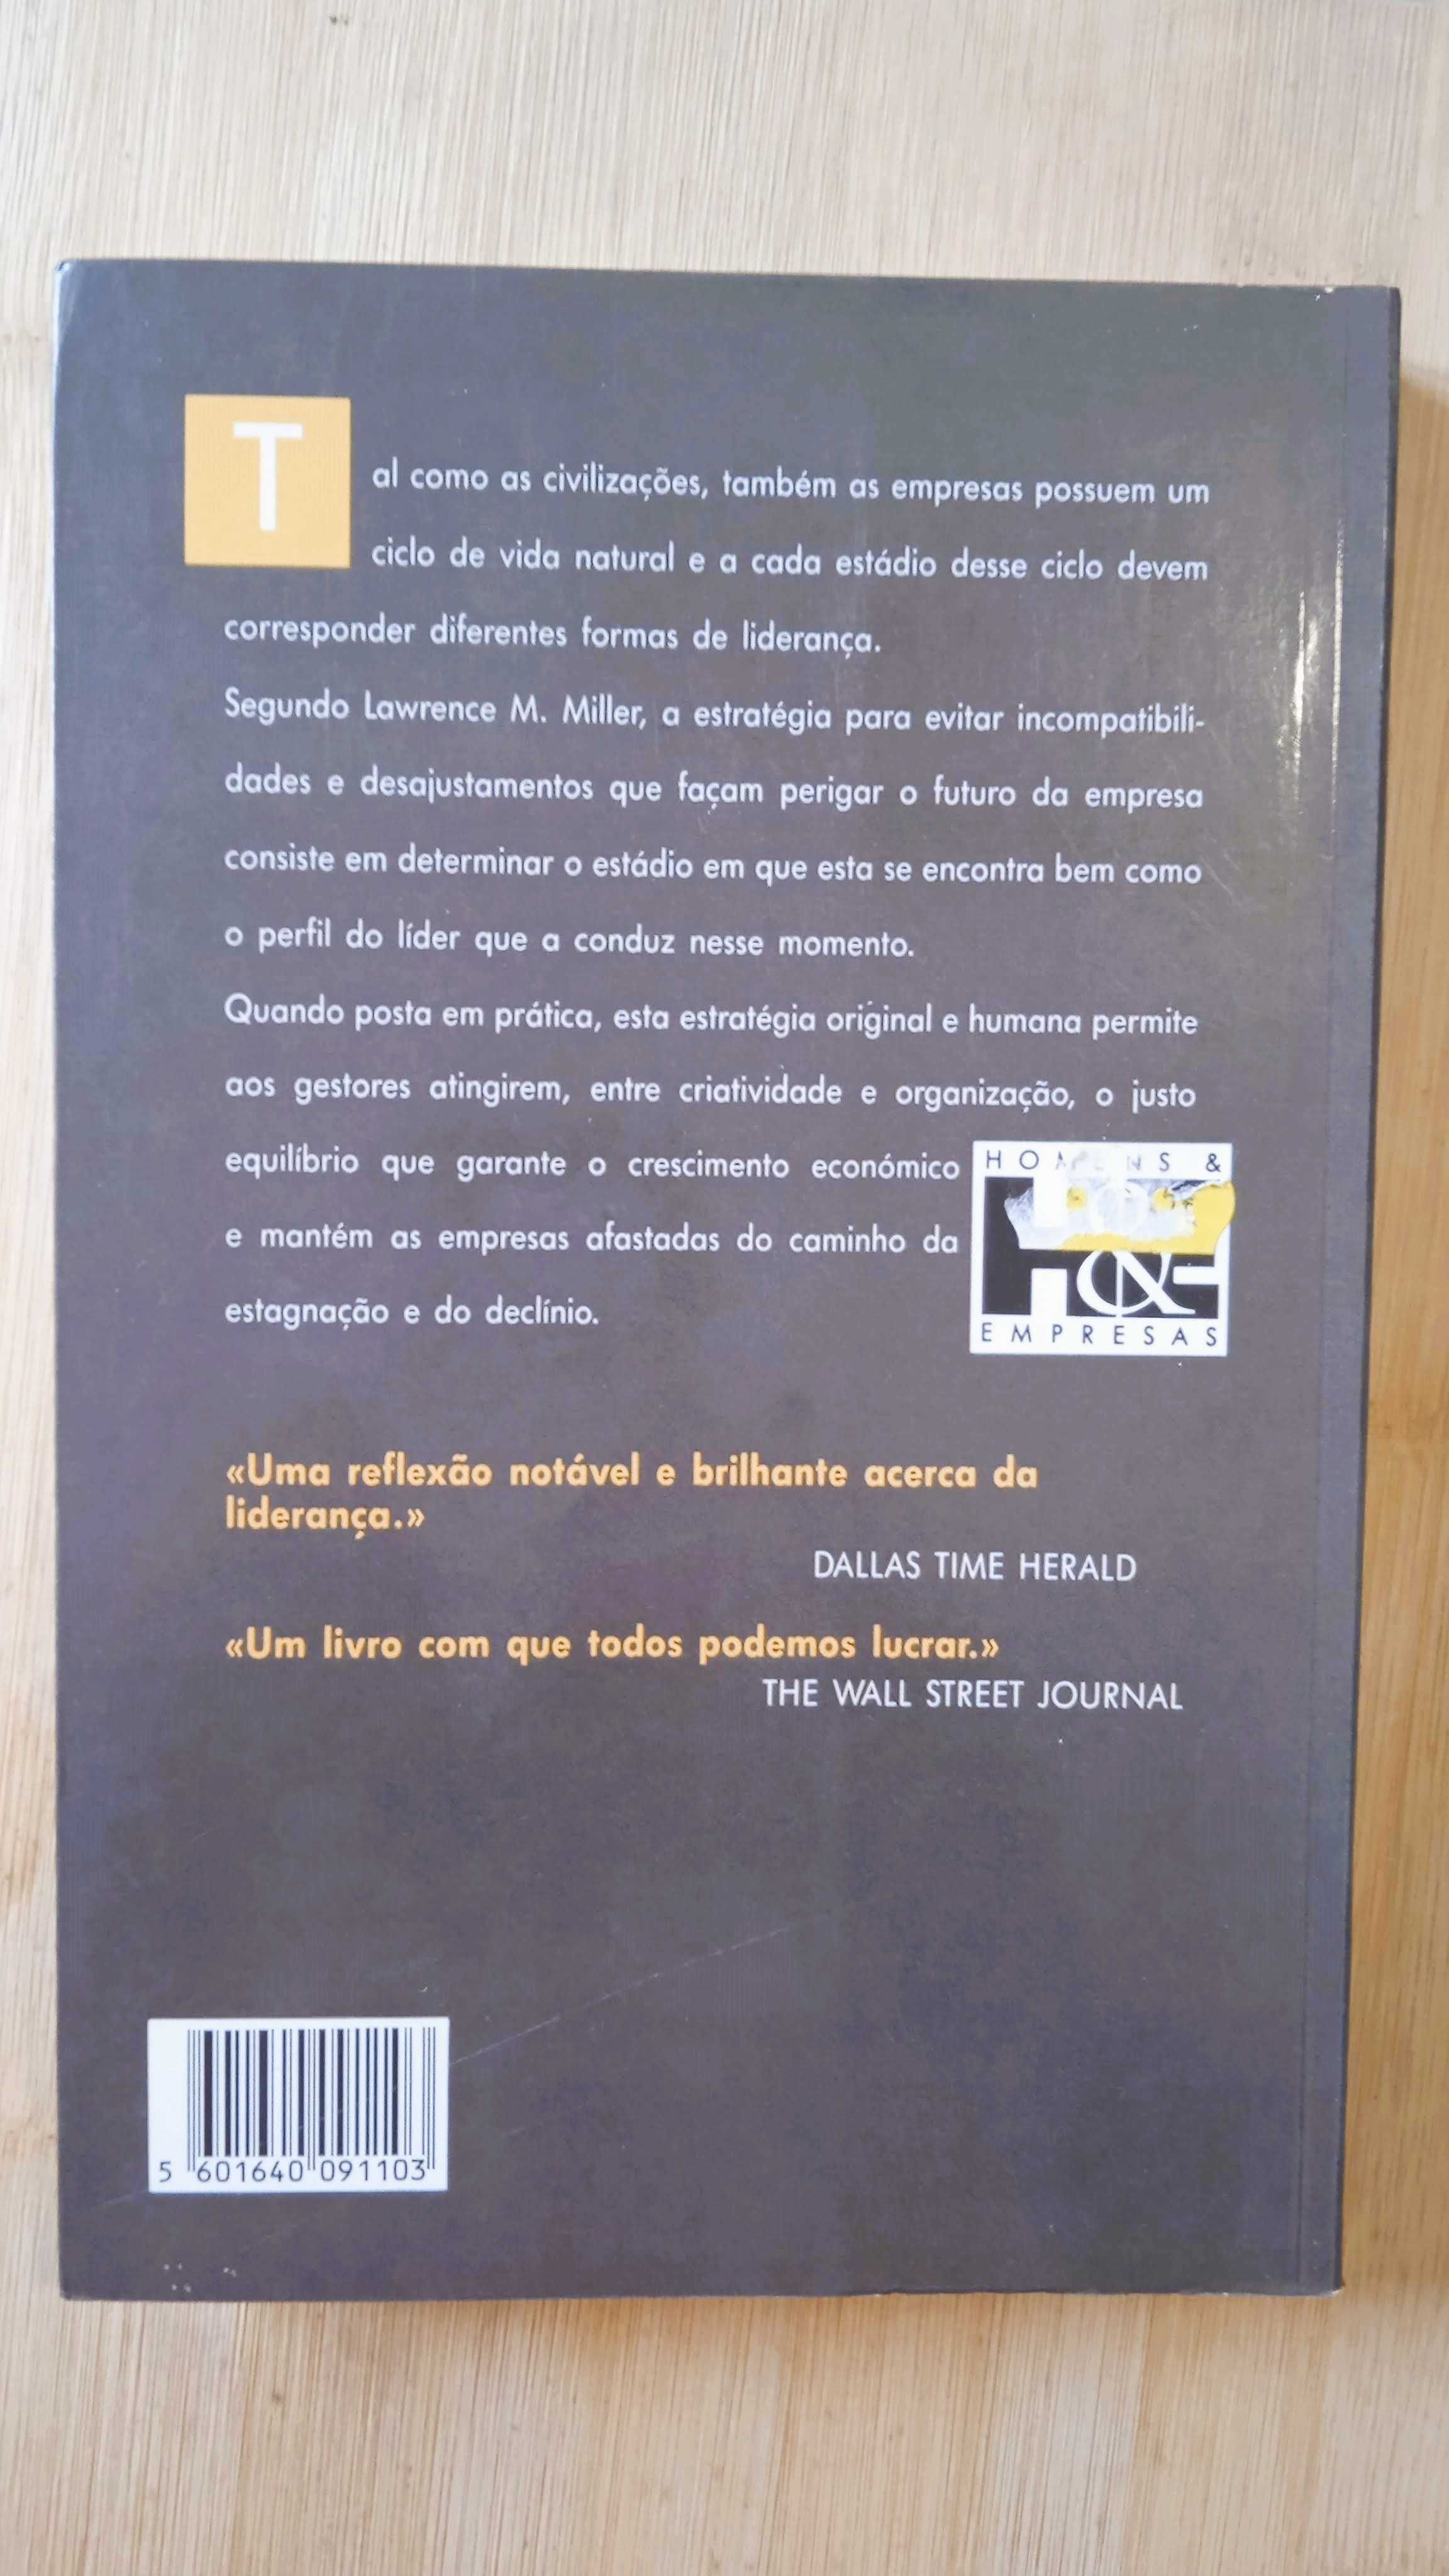 Tal como as civilizações, também as empresas possuem um
ciclo de vida natural e a cada estádio desse ciclo devem
corresponder diferentes formas de liderança.
Segundo Lawrence M. Miller, a estratégia para evitar incompatibili-
dades e desajustamentos que façam perigar o futuro da empresa
consiste em determinar o estádio em que esta se encontra bem como
o perfil do líder que a conduz nesse momento.
Quando posta em prática, esta estratégia original e humana permite
aos gestores atingirem, entre criatividade e organização, o justo
equilíbrio que garante o crescimento económico
e mantém as empresas afastadas do caminho da
estagnação e do declínio.
HOMENS &
H&E
EMPRESAS
«Uma reflexão notável e brilhante acerca da
liderança.»
DALLAS TIME HERALD
«Um livro com que todos podemos lucrar.»
THE WALL STREET JOURNAL
5 601640 091103